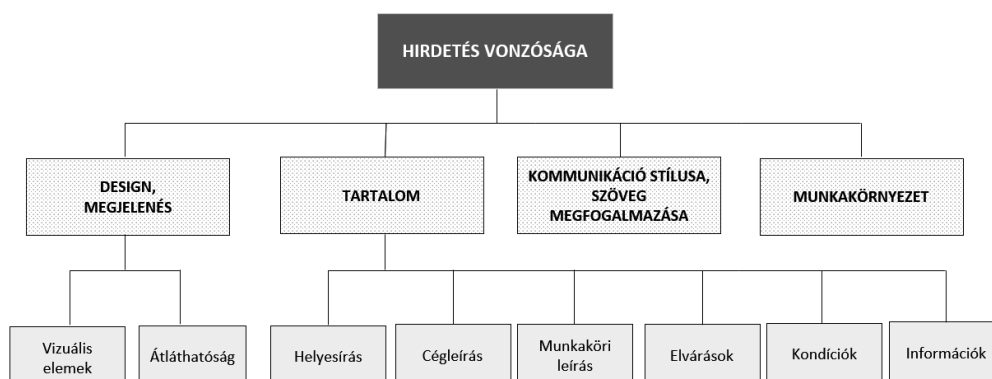 HIRDETÉS VONZÓSÁGA
DESIGN,
MEGJELENÉS
TARTALOM
KOMMUNIKÁCIÓ STÍLUSA,
SZÖVEG
MEGFOGALMAZÁSA
MUNKAKÖRNYEZET
Vizuális
elemek
Átláthatóság
Helyesírás
Cégleírás
Munkaköri
leírás
Elvárások
Kondíciók
Információk